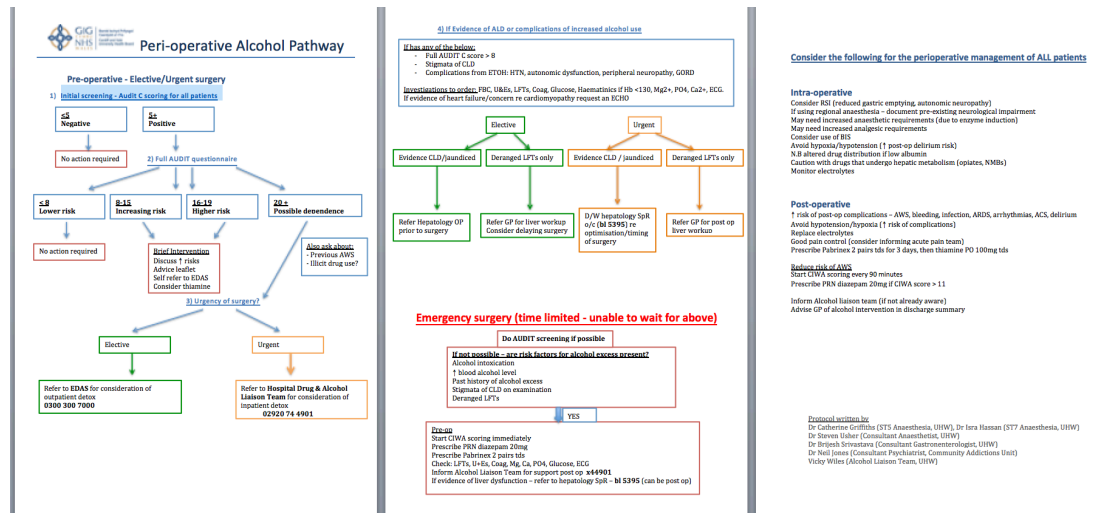 GIG
NHS
Peri-operative Alcohol Pathway
Pre-operative - Elective/Urgent surgery
1) Initial screening - Audit C scoring for all patients
<5
Negative
5+
Positive
No action required
2) Full AUDIT questionnaire
< 8
Lower risk
8-15
Increasing risk
16-19
Higher risk
20 +
Possible dependence
No action required
Brief Intervention
Discuss ↑ risks
Advice leaflet
Self refer to EDAS
Consider thiamine
Also ask about:
- Previous AWS
- Illicit drug use?
3) Urgency of surgery?
Elective
Urgent
Refer to EDAS for consideration of
outpatient detox
0300 300 7000
Refer to Hospital Drug & Alcohol
Liaison Team for consideration of
inpatient detox
02920 74 4901
4) If Evidence of ALD or complications of increased alcohol use
If has any of the below:
- Full AUDIT C score > 8
- Stigmata of CLD
- Complications from ETOH: HTN, autonomic dysfunction, peripheral neuropathy, GORD
Investigations to order: FBC, U&Es, LFTs, Coag, Glucose, Haematinics if Hb <130, Mg2+, PO4, Ca2+, ECG.
If evidence of heart failure/concern re cardiomyopathy request an ECHO
Elective
Urgent
Evidence CLD/jaundiced
Deranged LFTs only
Evidence CLD / jaundiced
Deranged LFTs only
Refer Hepatology OP
prior to surgery
Refer GP for liver workup
Consider delaying surgery
D/W hepatology SpR
o/c (bl 5395) re
optimisation/timing
of surgery
Refer GP for post op
liver workup
Emergency surgery (time limited - unable to wait for above)
Do AUDIT screening if possible
If not possible – are risk factors for alcohol excess present?
Alcohol intoxication
↑ blood alcohol level
Past history of alcohol excess
Stigmata of CLD on examination
Deranged LFTs
YES
Pre-op
Start CIWA scoring immediately
Prescribe PRN diazepam 20mg
Prescribe Pabrinex 2 pairs tds
Check: LFTs, U+Es, Coag, Mg, Ca, PO4, Glucose, ECG
Inform Alcohol Liaison Team for support post op x44901
If evidence of liver dysfunction – refer to hepatology SpR – bl 5395 (can be post op)
Consider the following for the perioperative management of ALL patients
Intra-operative
Consider RSI (reduced gastric emptying, autonomic neuropathy)
If using regional anaesthesia – document pre-existing neurological impairment
May need increased anaesthetic requirements (due to enzyme induction)
May need increased analgesic requirements
Consider use of BIS
Avoid hypoxia/hypotension (↑ post-op delirium risk)
N.B altered drug distribution if low albumin
Caution with drugs that undergo hepatic metabolism (opiates, NMBs)
Monitor electrolytes
Post-operative
↑ risk of post-op complications – AWS, bleeding, infection, ARDS, arrhythmias, ACS, delirium
Avoid hypotension/hypoxia (↑ risk of complications)
Replace electrolytes
Good pain control (consider informing acute pain team)
Prescribe Pabrinex 2 pairs tds for 3 days, then thiamine PO 100mg tds
Reduce risk of AWS
Start CIWA scoring every 90 minutes
Prescribe PRN diazepam 20mg if CIWA score > 11
Inform Alcohol liaison team (if not already aware)
Advise GP of alcohol intervention in discharge summary
Protocol written by
Dr Catherine Griffiths (ST5 Anaesthesia, UHW), Dr Isra Hassan (ST7 Anaesthesia, UHW)
Dr Steven Usher (Consultant Anaesthetist, UHW)
Dr Brijesh Srivastava (Consultant Gastronenterologist, UHW)
Dr Neil Jones (Consultant Psychiatrist, Community Addictions Unit)
Vicky Wiles (Alcohol Liaison Team, UHW)